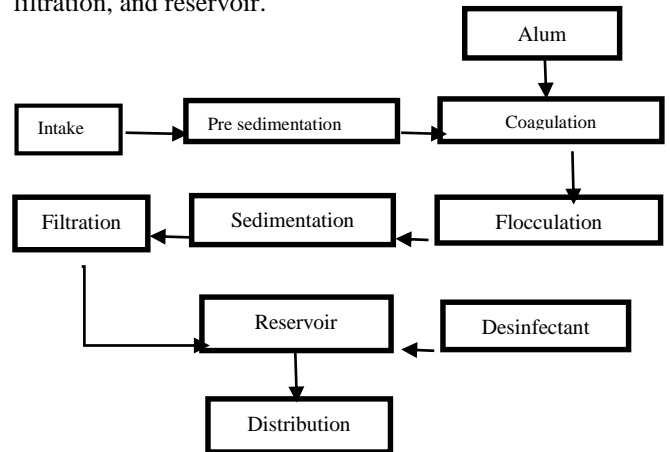 filtration, and reservoir.
Alum
Intake
Pre sedimentation
Coagulation
Filtration
Sedimentation
Flocculation
Reservoir
Desinfectant
Distribution